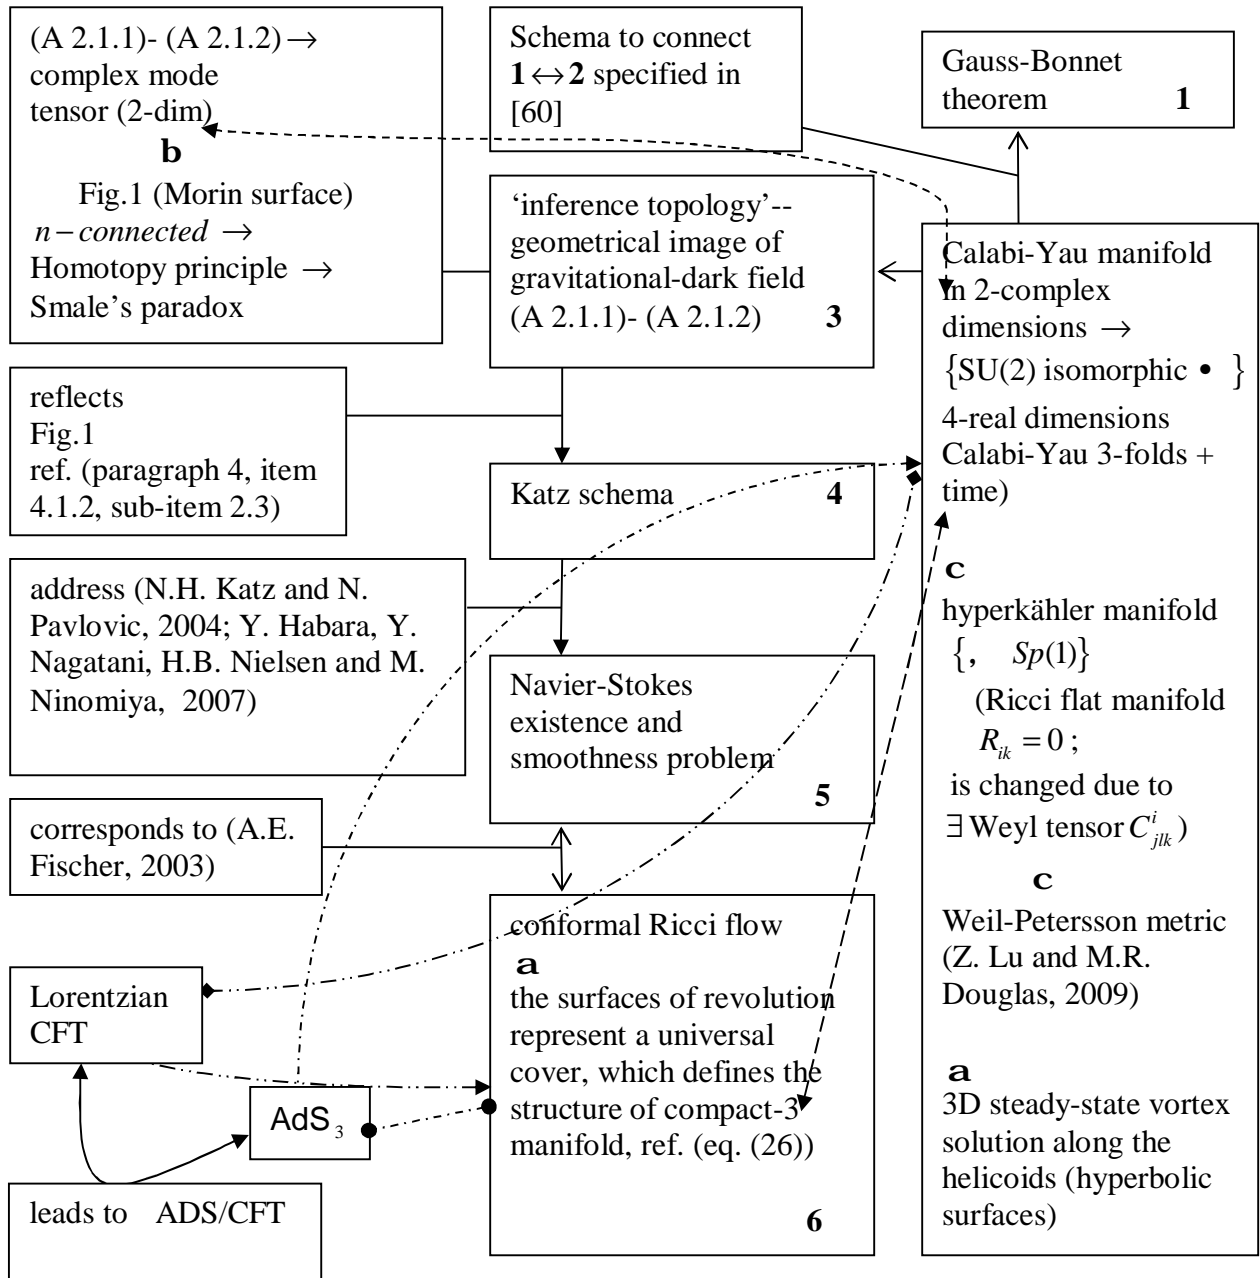 (A 2.1.1)- (A 2.1.2) →
complex mode
tensor (2-dim)
b
Fig.1 (Morin surface)
n – connected →
Homotopy principle →
Smale's paradox
Schema to connect
1↔2 specified in
[60]
Gauss-Bonnet
theorem 1
'inference topology'--
geometrical image of
gravitational-dark field
(A 2.1.1)- (A 2.1.2) 3
Calabi-Yau manifold
in 2-complex
dimensions →
{SU(2) isomorphic • }
4-real dimensions
Calabi-Yau 3-folds +
time)
c
hyperkähler manifold
{, Sp(1)}
(Ricci flat manifold
R_{ik} = 0 ;
is changed due to
∃ Weyl tensor C^{i}_{jlk})
c
Weil-Petersson metric
(Z. Lu and M.R.
Douglas, 2009)
a
3D steady-state vortex
solution along the
helicoids (hyperbolic
surfaces)
reflects
Fig.1
ref. (paragraph 4, item
4.1.2, sub-item 2.3)
Katz schema 4
address (N.H. Katz and N.
Pavlovic, 2004; Y. Habara, Y.
Nagatani, H.B. Nielsen and M.
Ninomiya, 2007)
Navier-Stokes
existence and
smoothness problem
5
corresponds to (A.E.
Fischer, 2003)
conformal Ricci flow
a
the surfaces of revolution
represent a universal
cover, which defines the
structure of compact-3
manifold, ref. (eq. (26))
6
Lorentzian
CFT
AdS₃
leads to ADS/CFT